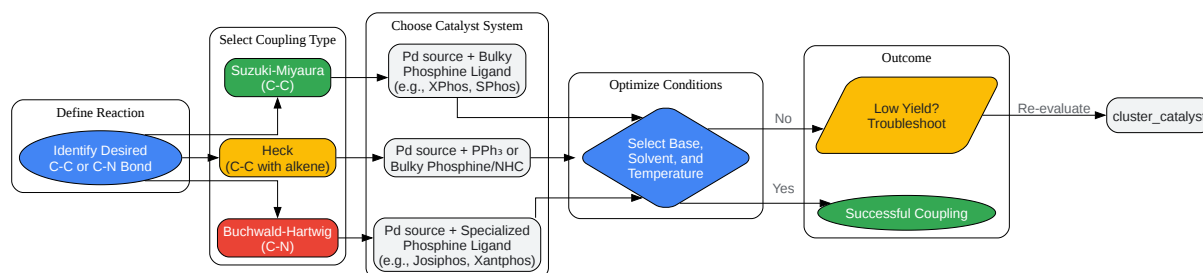 Define Reaction
Identify Desired
C-C or C-N Bond
Select Coupling Type
Suzuki-Miyaura
(C-C)
Heck
(C-C with alkene)
Buchwald-Hartwig
(C-N)
Choose Catalyst System
Pd source + Bulky
Phosphine Ligand
(e.g., XPhos, SPhos)
Pd source + PPh₃ or
Bulky Phosphine/NHC
Pd source + Specialized
Phosphine Ligand
(e.g., Josiphos, Xantphos)
Optimize Conditions
Select Base,
Solvent, and
Temperature
No
Yes
Outcome
Low Yield?
Troubleshoot
Successful Coupling
Re-evaluate
cluster_catalyst